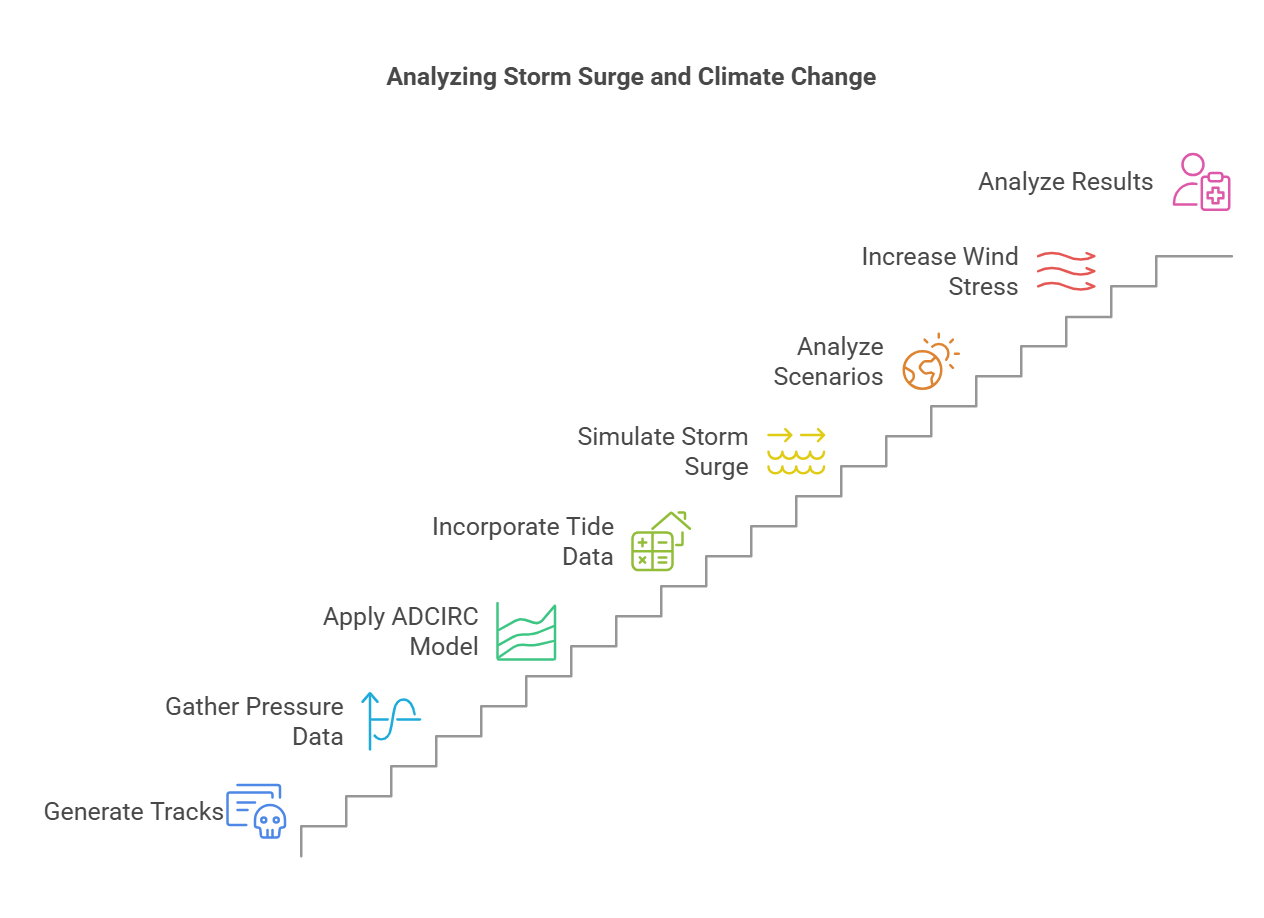 Analyzing Storm Surge and Climate Change
Analyze Results
Increase Wind
Stress
Analyze
Scenarios
Simulate Storm
Surge
Incorporate Tide
Data
Apply ADCIRC
Model
Gather Pressure
Data
Generate Tracks